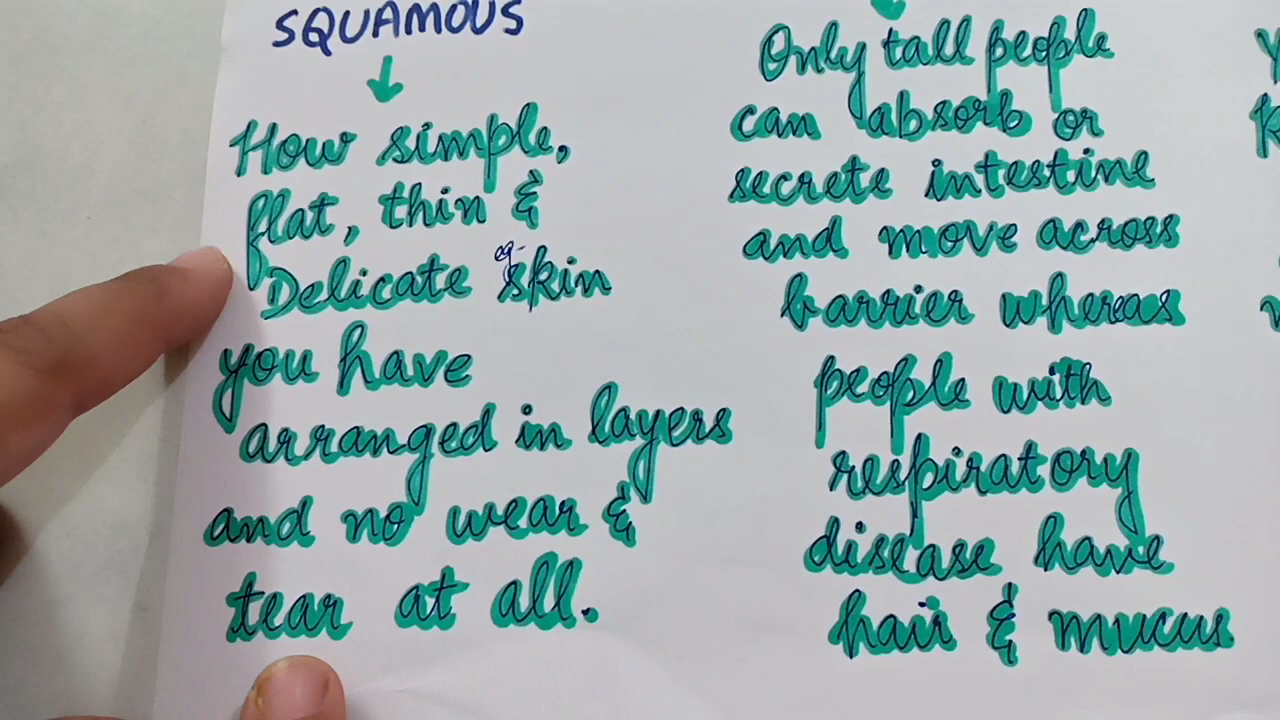 SQUAMOUS
How simple,
flat, thin &
Delicate eg- skin
you have
arranged in layers
and no wear &
tear at all.
Only tall people
can absorb or
secrete intestine
and move across
barrier whereas
people with
respiratory
disease have
hair & mucus.